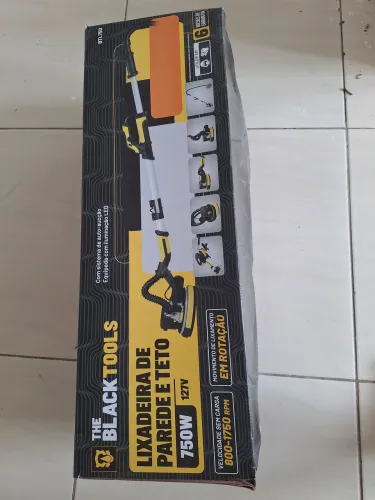 THE
BLACKTOOLS
LIXADEIRA DE
PAREDE E TETO
750W
127V
Com sistema de auto-sucção
Equipada com iluminação LED
MOVIMENTO DE LIXAMENTO
EM ROTAÇÃO
VELOCIDADE SEM CARGA
800-1750 RPM
6